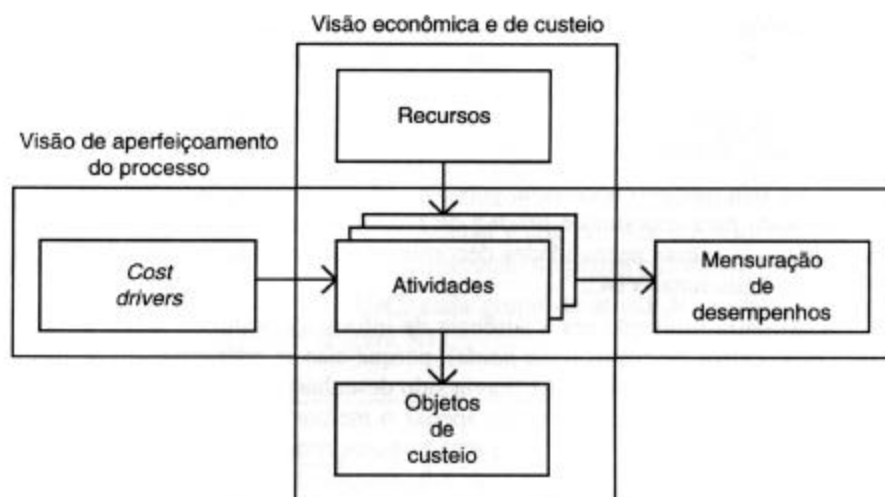 Visão econômica e de custeio
Recursos
Visão de aperfeiçoamento
do processo
Cost
drivers
Atividades
Mensuração
de
desempenhos
Objetos
de
custeio